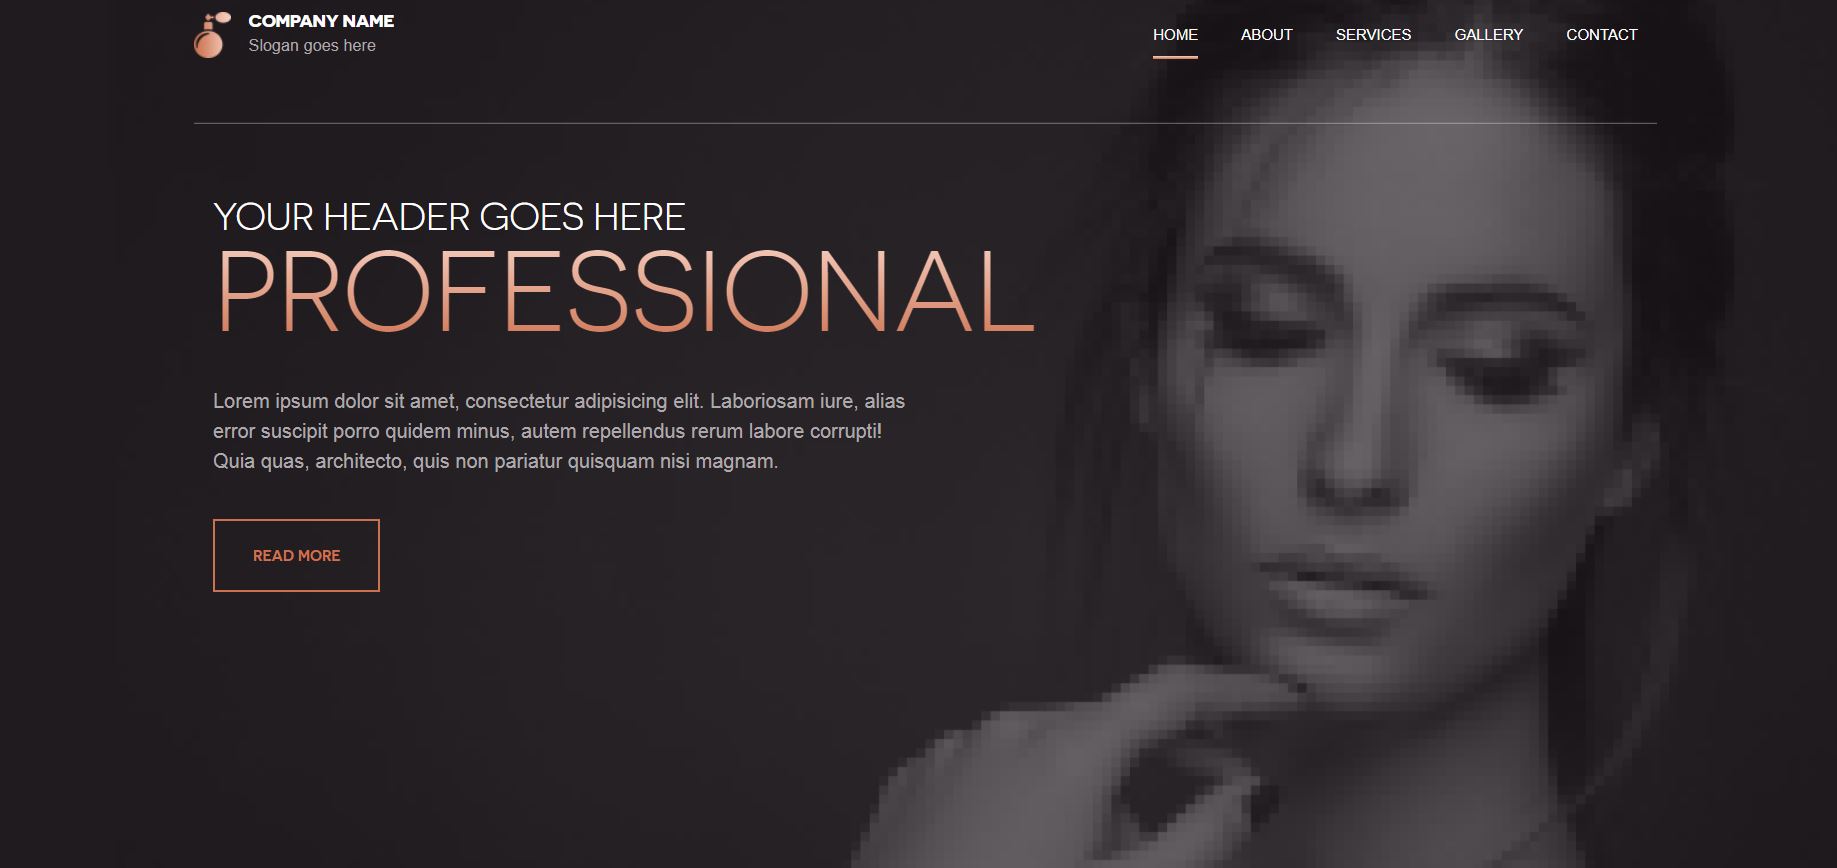 COMPANY NAME
Slogan goes here
HOME ABOUT SERVICES GALLERY CONTACT
YOUR HEADER GOES HERE
PROFESSIONAL
Lorem ipsum dolor sit amet, consectetur adipisicing elit. Laboriosam iure, alias
error suscipit porro quidem minus, autem repellendus rerum labore corrupti!
Quia quas, architecto, quis non pariatur quisquam nisi magnam.
READ MORE